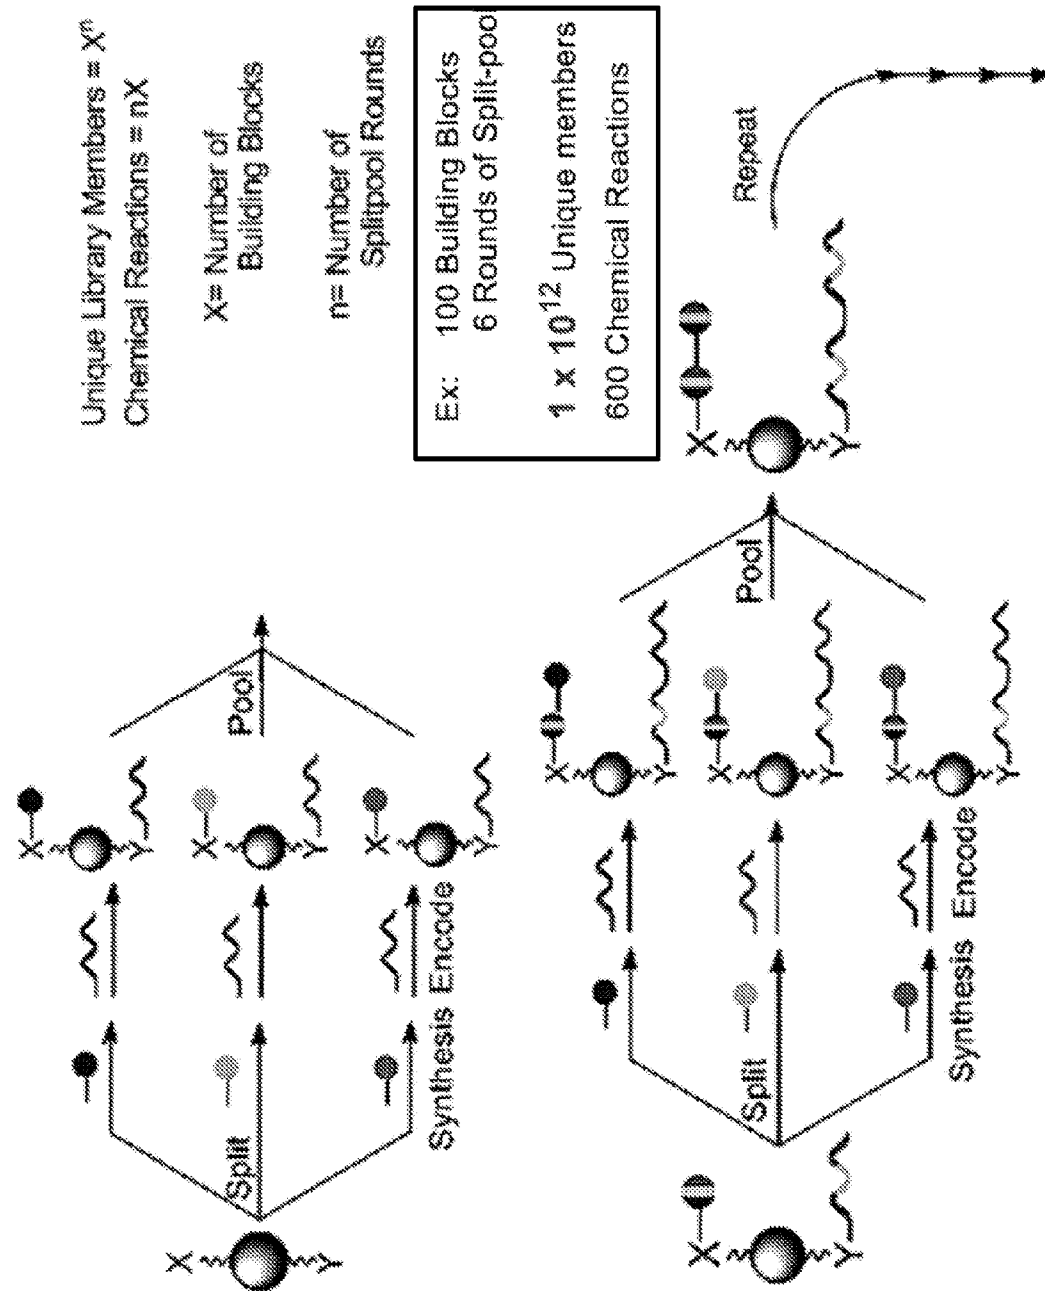 X
Y
Split
Synthesis Encode
X
Y
X
Y
X
Y
Pool
Unique Library Members = Xⁿ
Chemical Reactions = nX
X= Number of
Building Blocks
n= Number of
Splitpool Rounds
Ex: 100 Building Blocks
6 Rounds of Split-pool
1 x 10¹² Unique members
600 Chemical Reactions
X
Y
Split
Synthesis Encode
X
Y
X
Y
X
Y
Pool
X
Y
Repeat